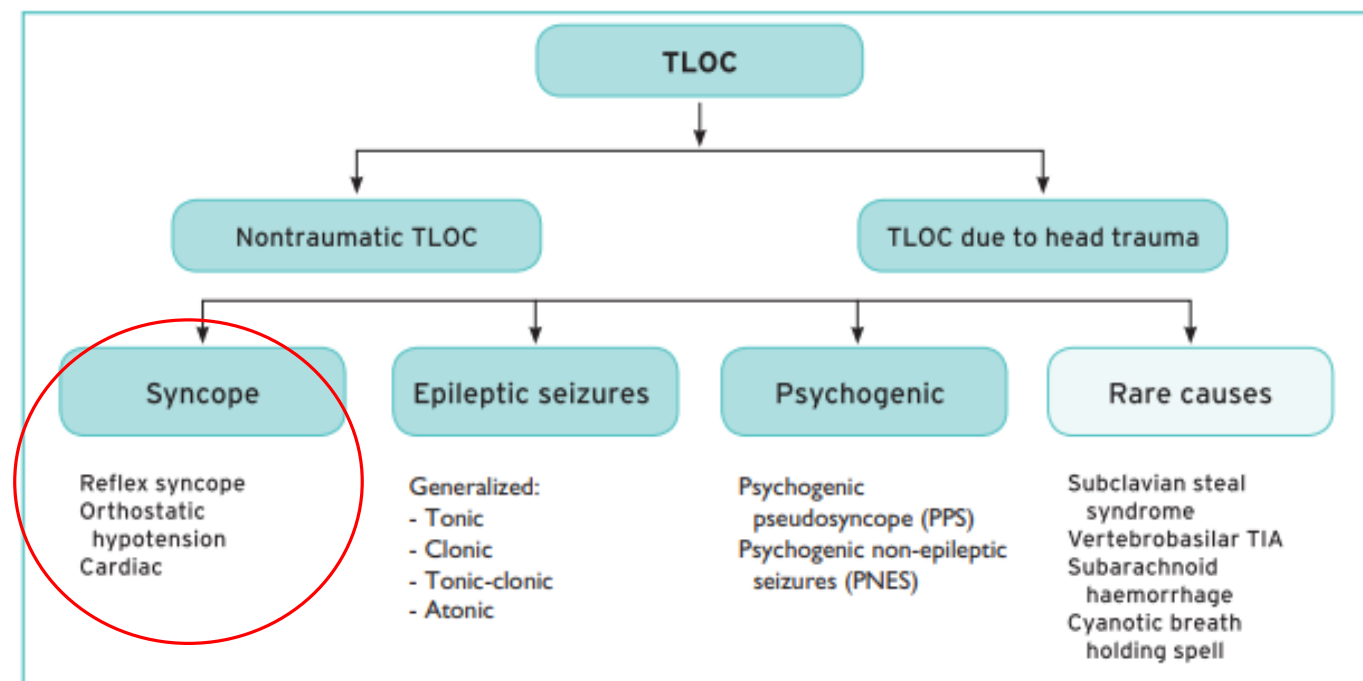 TLOC
Nontraumatic TLOC
TLOC due to head trauma
Syncope
Epileptic seizures
Psychogenic
Rare causes
Reflex syncope
Orthostatic
hypotension
Cardiac
Generalized:
- Tonic
- Clonic
- Tonic-clonic
- Atonic
Psychogenic
pseudosyncope (PPS)
Psychogenic non-epileptic
seizures (PNES)
Subclavian steal
syndrome
Vertebrobasilar TIA
Subarachnoid
haemorrhage
Cyanotic breath
holding spell